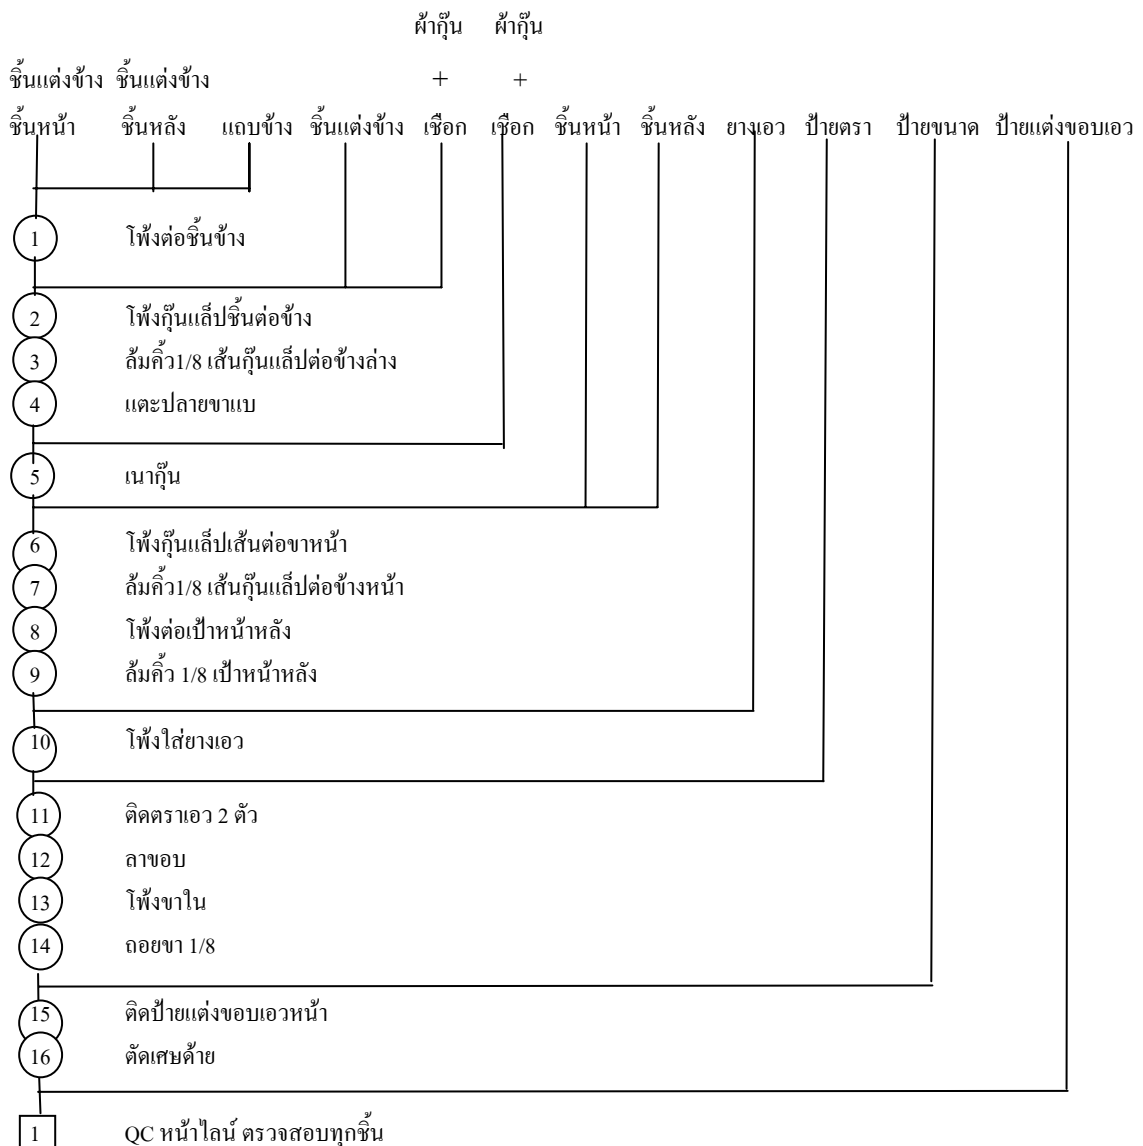 ผ้ากุ๊น ผ้ากุ๊น
ชิ้นแต่งข้าง ชิ้นแต่งข้าง + +
ชิ้นหน้า ชิ้นหลัง แถบข้าง ชิ้นแต่งข้าง เชือก เชือก ชิ้นหน้า ชิ้นหลัง ยางเอว ป้ายตรา ป้ายขนาด ป้ายแต่งขอบเอว
1 โพ้งต่อชิ้นข้าง
2 โพ้งกุ๊นแล็ปชิ้นต่อข้าง
3 ล้มคิ้ว1/8 เส้นกุ๊นแล็ปต่อข้างล่าง
4 แตะปลายขาแบ
5 เนากุ๊น
6 โพ้งกุ๊นแล็ปเส้นต่อขาหน้า
7 ล้มคิ้ว1/8 เส้นกุ๊นแล็ปต่อข้างหน้า
8 โพ้งต่อเป้าหน้าหลัง
9 ล้มคิ้ว 1/8 เป้าหน้าหลัง
10 โพ้งใส่ยางเอว
11 ติดตราเอว 2 ตัว
12 ลาขอบ
13 โพ้งขาใน
14 ถอยขา 1/8
15 ติดป้ายแต่งขอบเอวหน้า
16 ตัดเศษด้าย
1 QC หน้าไลน์ ตรวจสอบทุกชิ้น